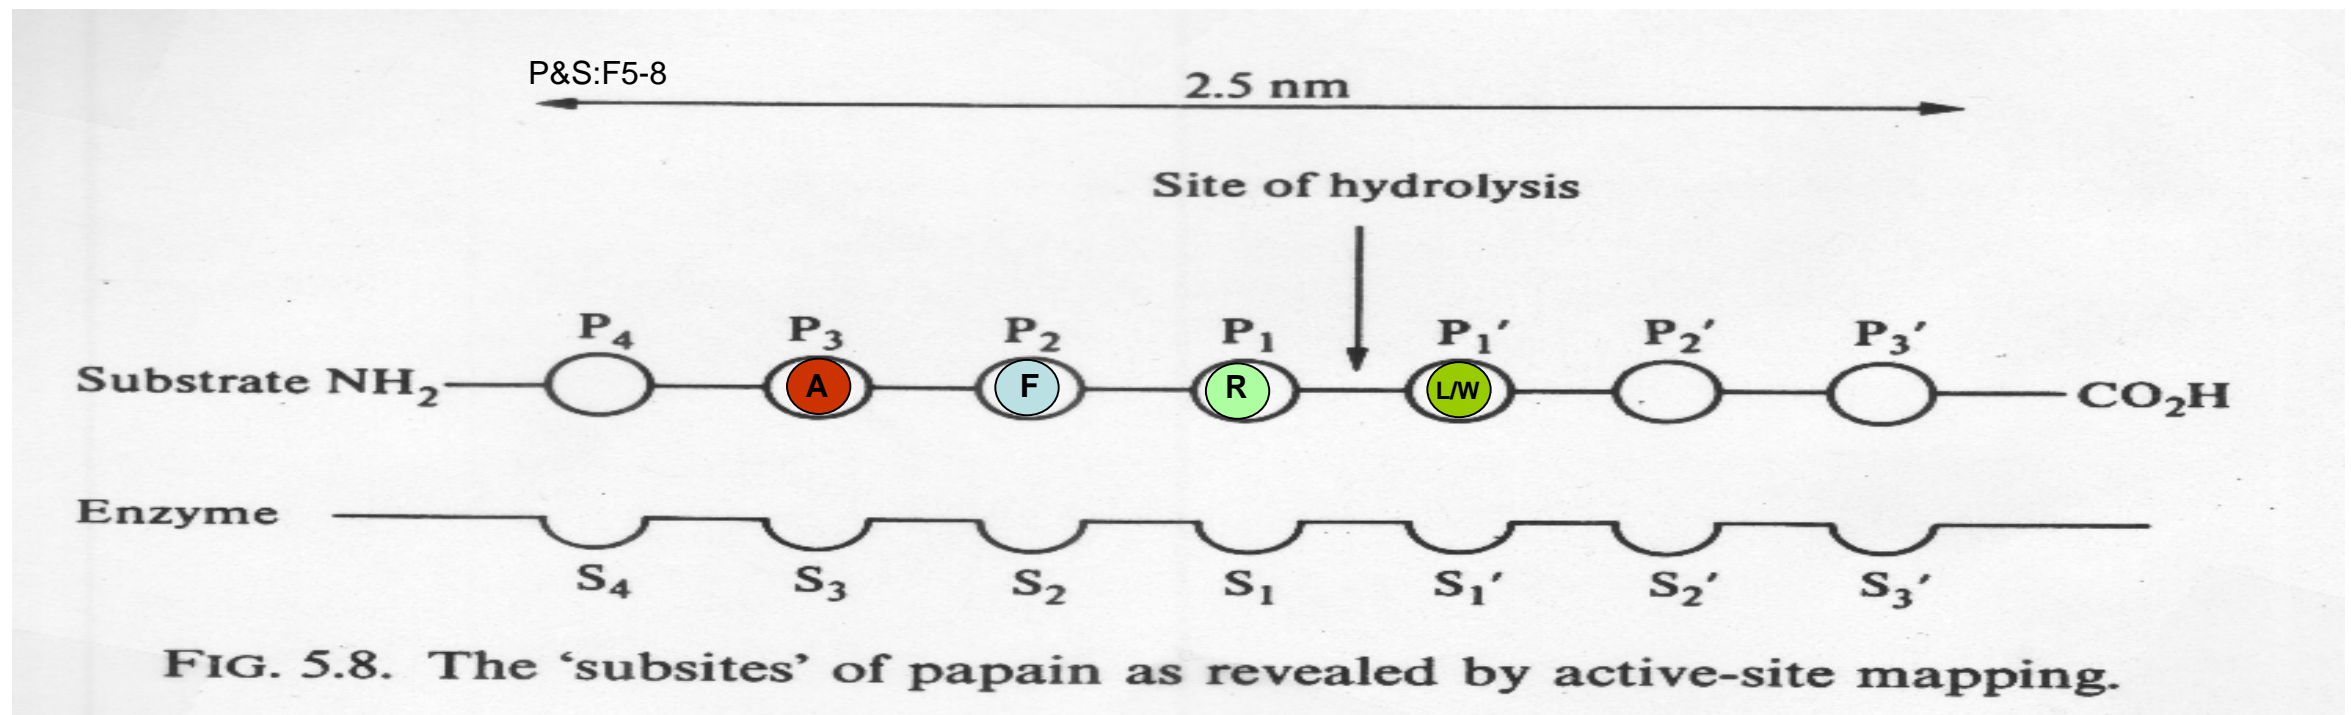 P&S:F5-8
2.5 nm
Site of hydrolysis
P4 P3 P2 P1 P1′ P2′ P3′
Substrate NH2 A F R L/W CO2H
Enzyme
S4 S3 S2 S1 S1′ S2′ S3′
FIG. 5.8. The ‘subsites’ of papain as revealed by active-site mapping.